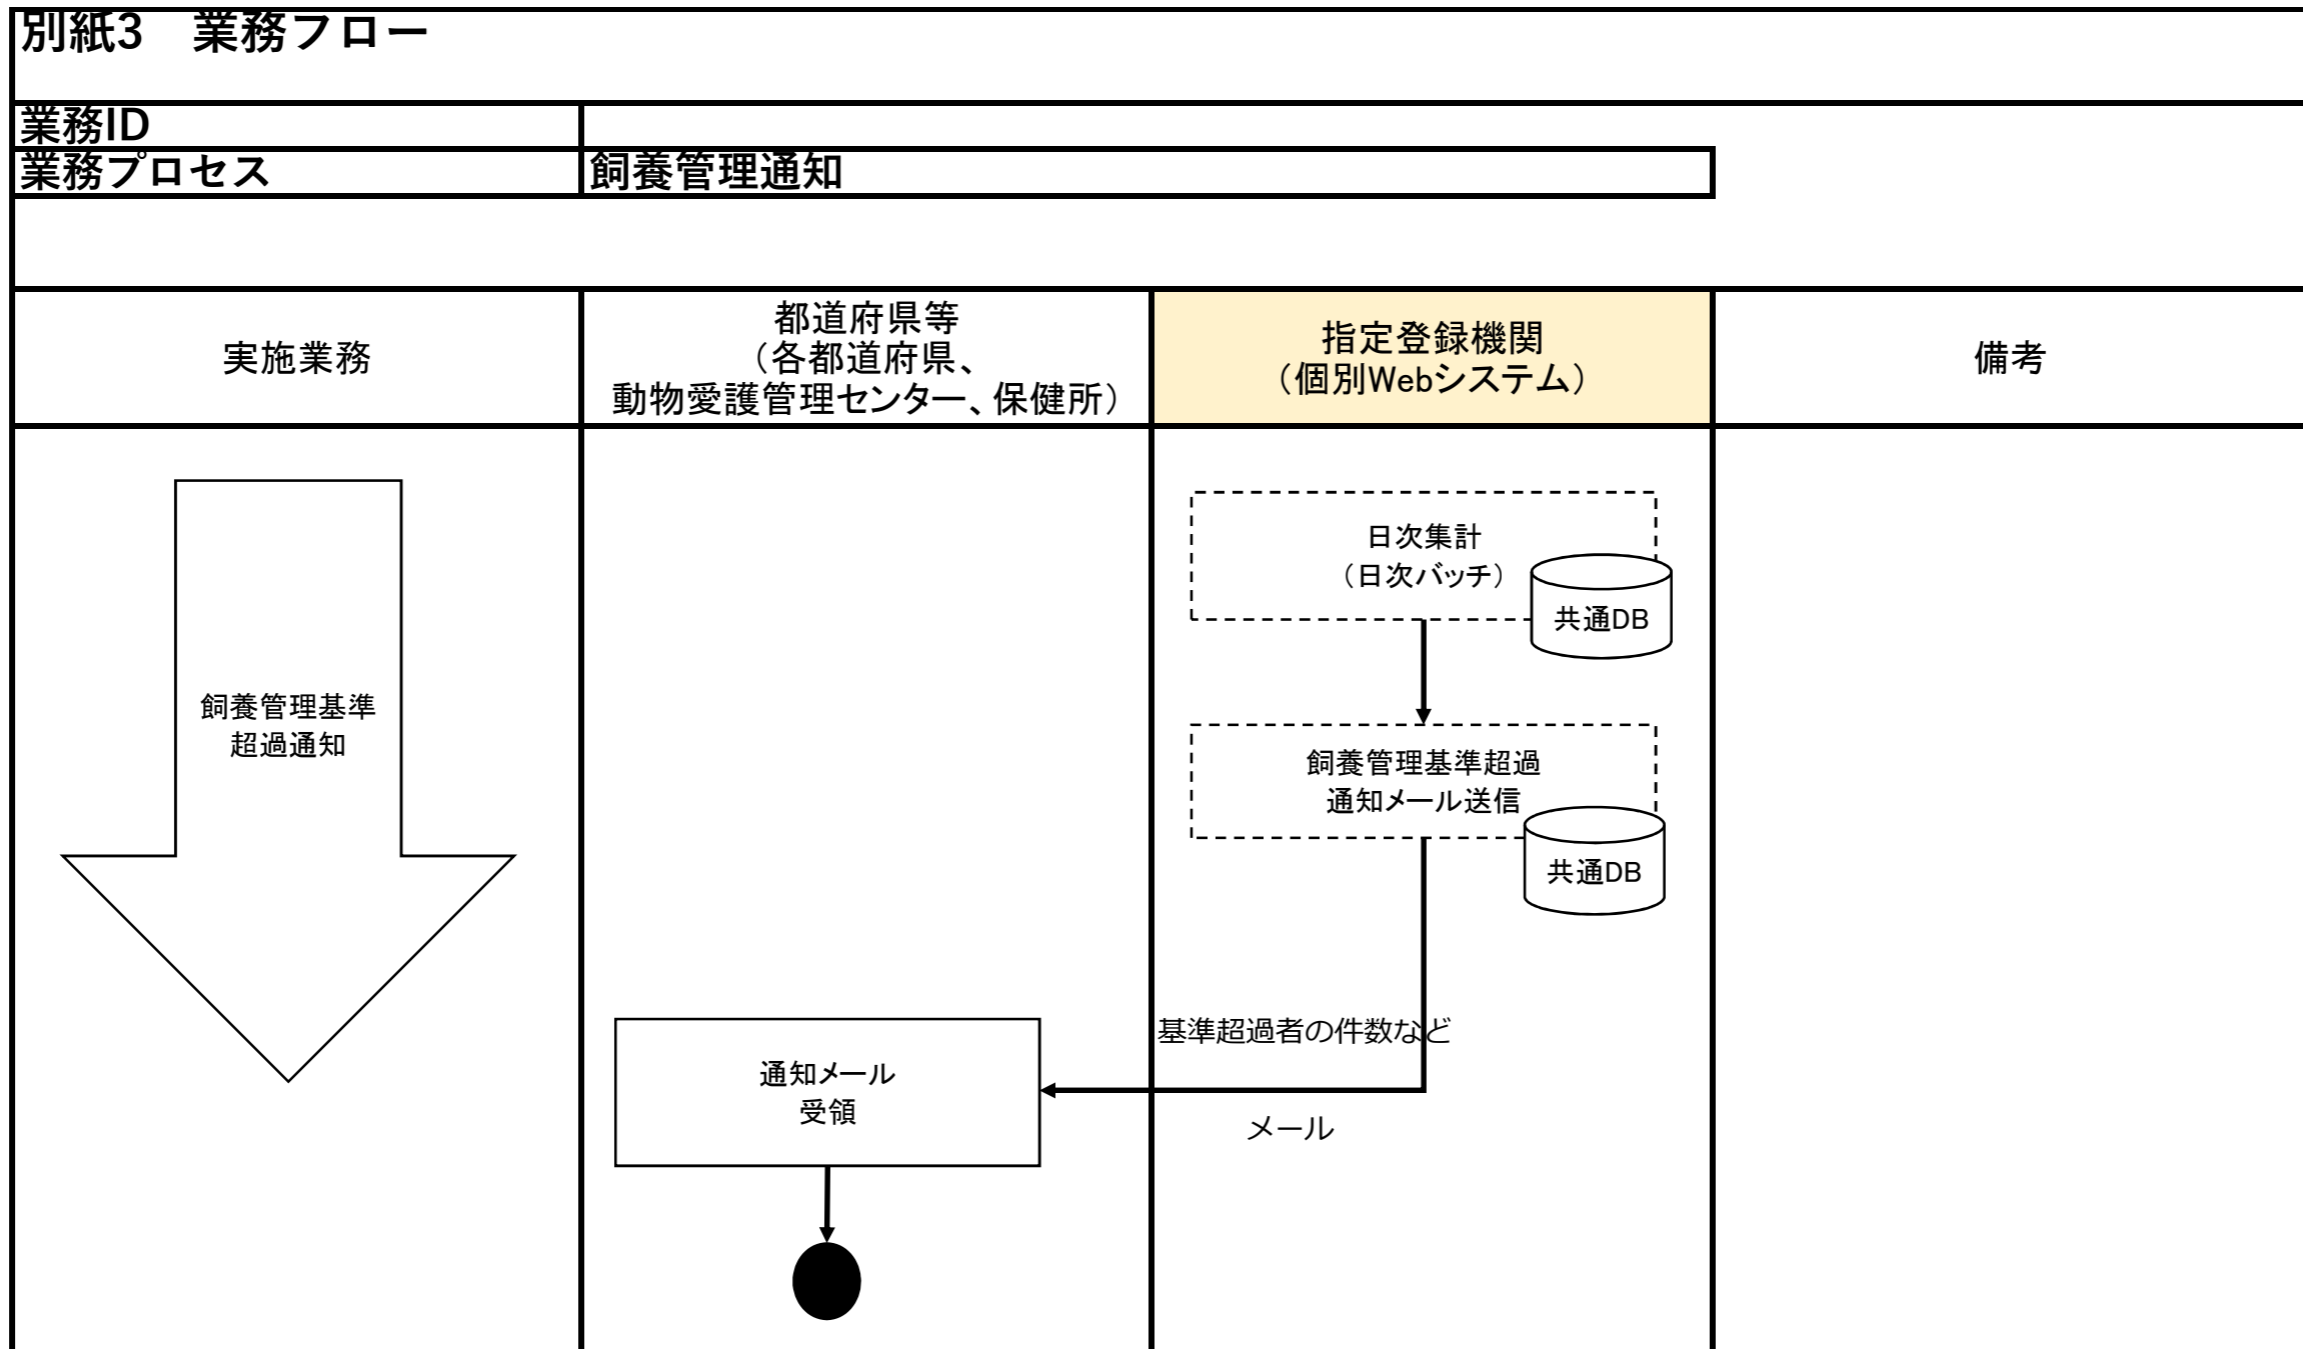 別紙3　業務フロー
業務ID
業務プロセス
飼養管理通知
実施業務
都道府県等
（各都道府県、
動物愛護管理センター、保健所）
指定登録機関
（個別Webシステム）
備考
日次集計
（日次バッチ）
共通DB
飼養管理基準
超過通知
飼養管理基準超過
通知メール送信
共通DB
基準超過者の件数など
通知メール
受領
メール